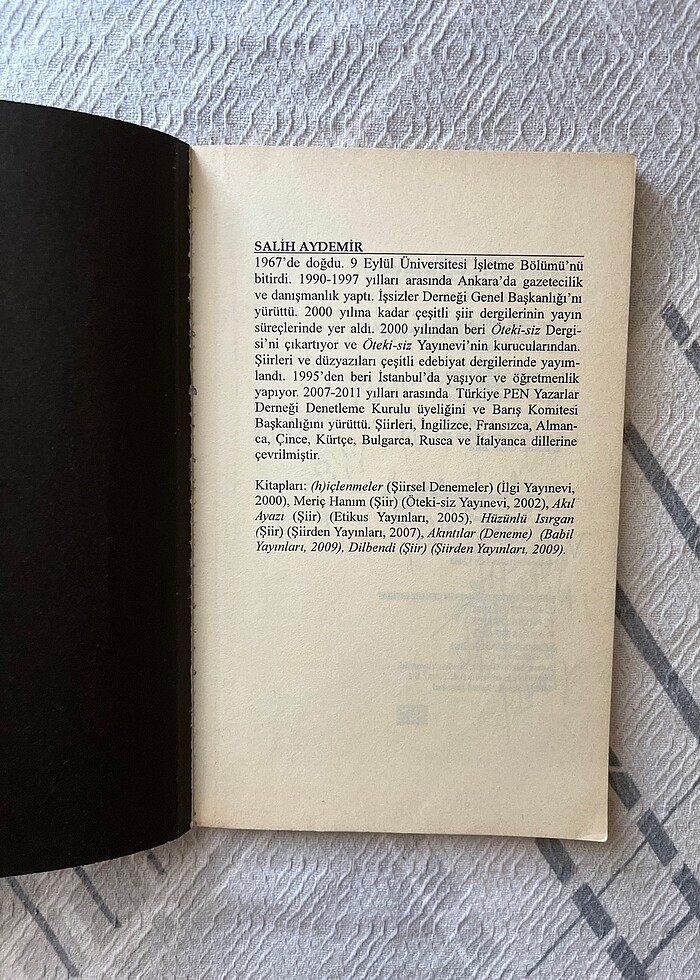 SALİH AYDEMİR
1967'de doğdu. 9 Eylül Üniversitesi İşletme Bölümü'nü
bitirdi. 1990-1997 yılları arasında Ankara'da gazetecilik
ve danışmanlık yaptı. İşsizler Derneği Genel Başkanlığı'nı
yürüttü. 2000 yılına kadar çeşitli şiir dergilerinin yayın
süreçlerinde yer aldı. 2000 yılından beri Öteki-siz Dergi-
si'ni çıkartıyor ve Öteki-siz Yayınevi'nin kurucularından.
Şiirleri ve düzyazıları çeşitli edebiyat dergilerinde yayım-
landı. 1995'den beri İstanbul'da yaşıyor ve öğretmenlik
yapıyor. 2007-2011 yılları arasında Türkiye PEN Yazarlar
Derneği Denetleme Kurulu üyeliğini ve Barış Komitesi
Başkanlığını yürüttü. Şiirleri, İngilizce, Fransızca, Alman-
ca, Çince, Kürtçe, Bulgarca, Rusca ve İtalyanca dillerine
çevrilmiştir.
Kitapları: (h)içlenmeler (Şiirsel Denemeler) (İlgi Yayınevi,
2000), Meriç Hanım (Şiir) (Öteki-siz Yayınevi, 2002), Akıl
Ayazı (Şiir) (Etikus Yayınları, 2005), Hüzünlü Isırgan
(Şiir) (Şiirden Yayınları, 2007), Akıntılar (Deneme) (Babil
Yayınları, 2009), Dilbendi (Şiir) (Şiirden Yayınları, 2009).